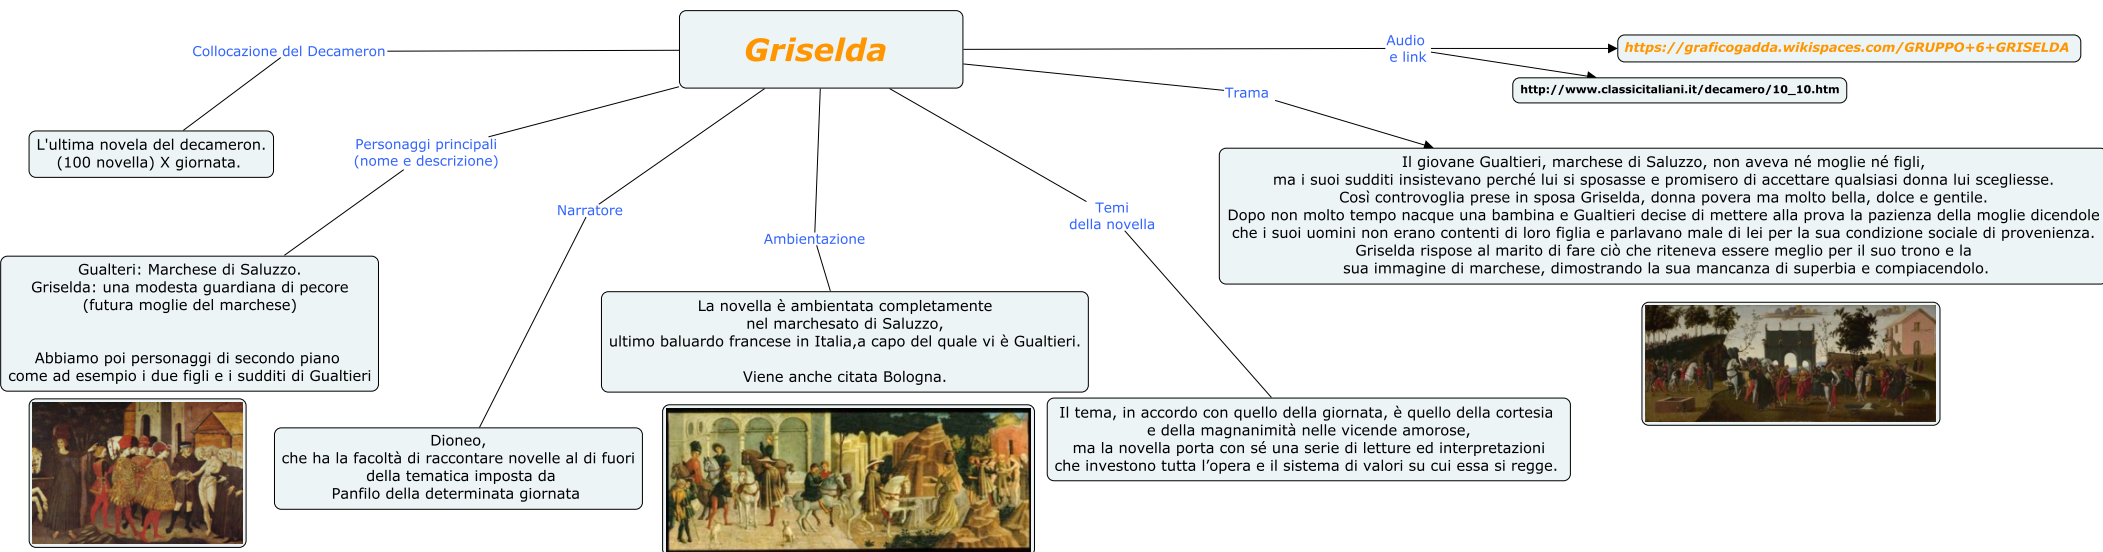 Griselda
Collocazione del Decameron
L'ultima novela del decameron.
(100 novella) X giornata.
Personaggi principali
(nome e descrizione)
Gualteri: Marchese di Saluzzo.
Griselda: una modesta guardiana di pecore
(futura moglie del marchese)
Abbiamo poi personaggi di secondo piano
come ad esempio i due figli e i sudditi di Gualtieri
Narratore
Dioneo,
che ha la facoltà di raccontare novelle al di fuori
della tematica imposta da
Panfilo della determinata giornata
Ambientazione
La novella è ambientata completamente
nel marchesato di Saluzzo,
ultimo baluardo francese in Italia,a capo del quale vi è Gualtieri.
Viene anche citata Bologna.
Temi
della novella
Il tema, in accordo con quello della giornata, è quello della cortesia
e della magnanimità nelle vicende amorose,
ma la novella porta con sé una serie di letture ed interpretazioni
che investono tutta l’opera e il sistema di valori su cui essa si regge.
Trama
Il giovane Gualtieri, marchese di Saluzzo, non aveva né moglie né figli,
ma i suoi sudditi insistevano perché lui si sposasse e promisero di accettare qualsiasi donna lui scegliesse.
Così controvoglia prese in sposa Griselda, donna povera ma molto bella, dolce e gentile.
Dopo non molto tempo nacque una bambina e Gualtieri decise di mettere alla prova la pazienza della moglie dicendole
che i suoi uomini non erano contenti di loro figlia e parlavano male di lei per la sua condizione sociale di provenienza.
Griselda rispose al marito di fare ciò che riteneva essere meglio per il suo trono e la
sua immagine di marchese, dimostrando la sua mancanza di superbia e compiacendolo.
Audio
e link
https://graficogadda.wikispaces.com/GRUPPO+6+GRISELDA
http://www.classicitaliani.it/decamero/10_10.htm